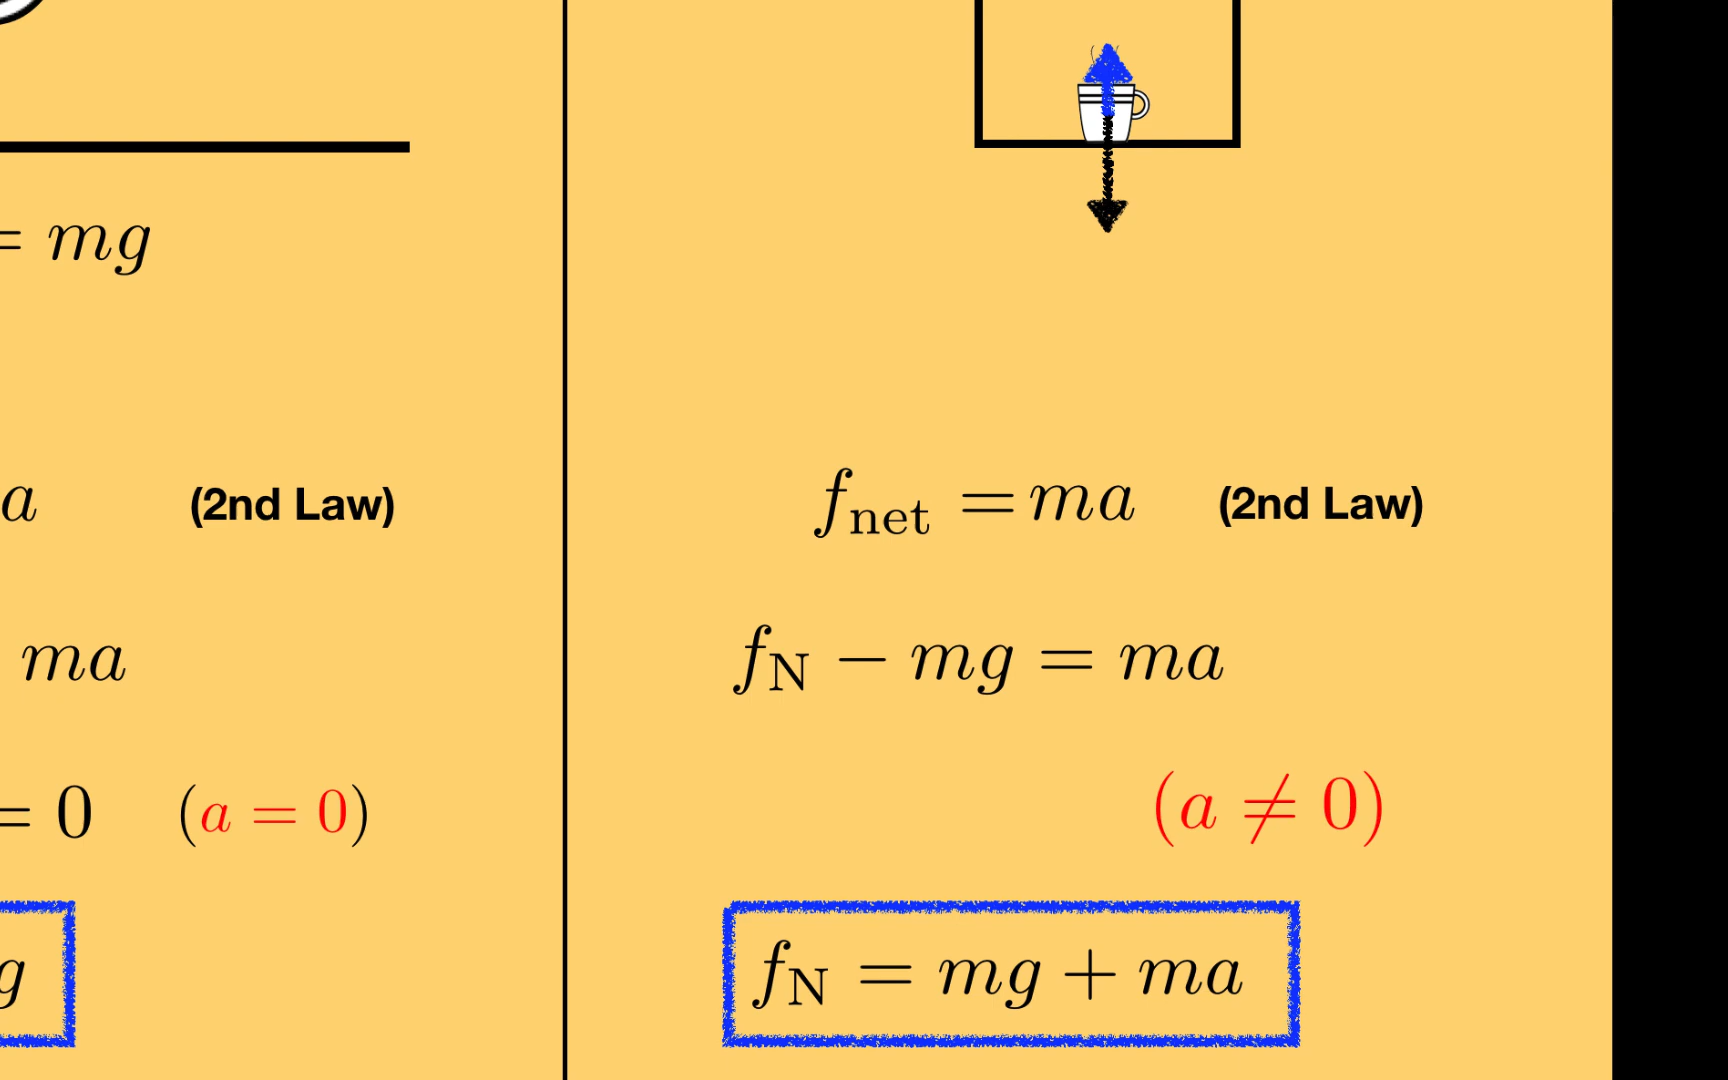 = mg
a (2nd Law)
ma
= 0 (a = 0)
g
f_net = ma (2nd Law)
f_N − mg = ma
(a ≠ 0)
f_N = mg + ma